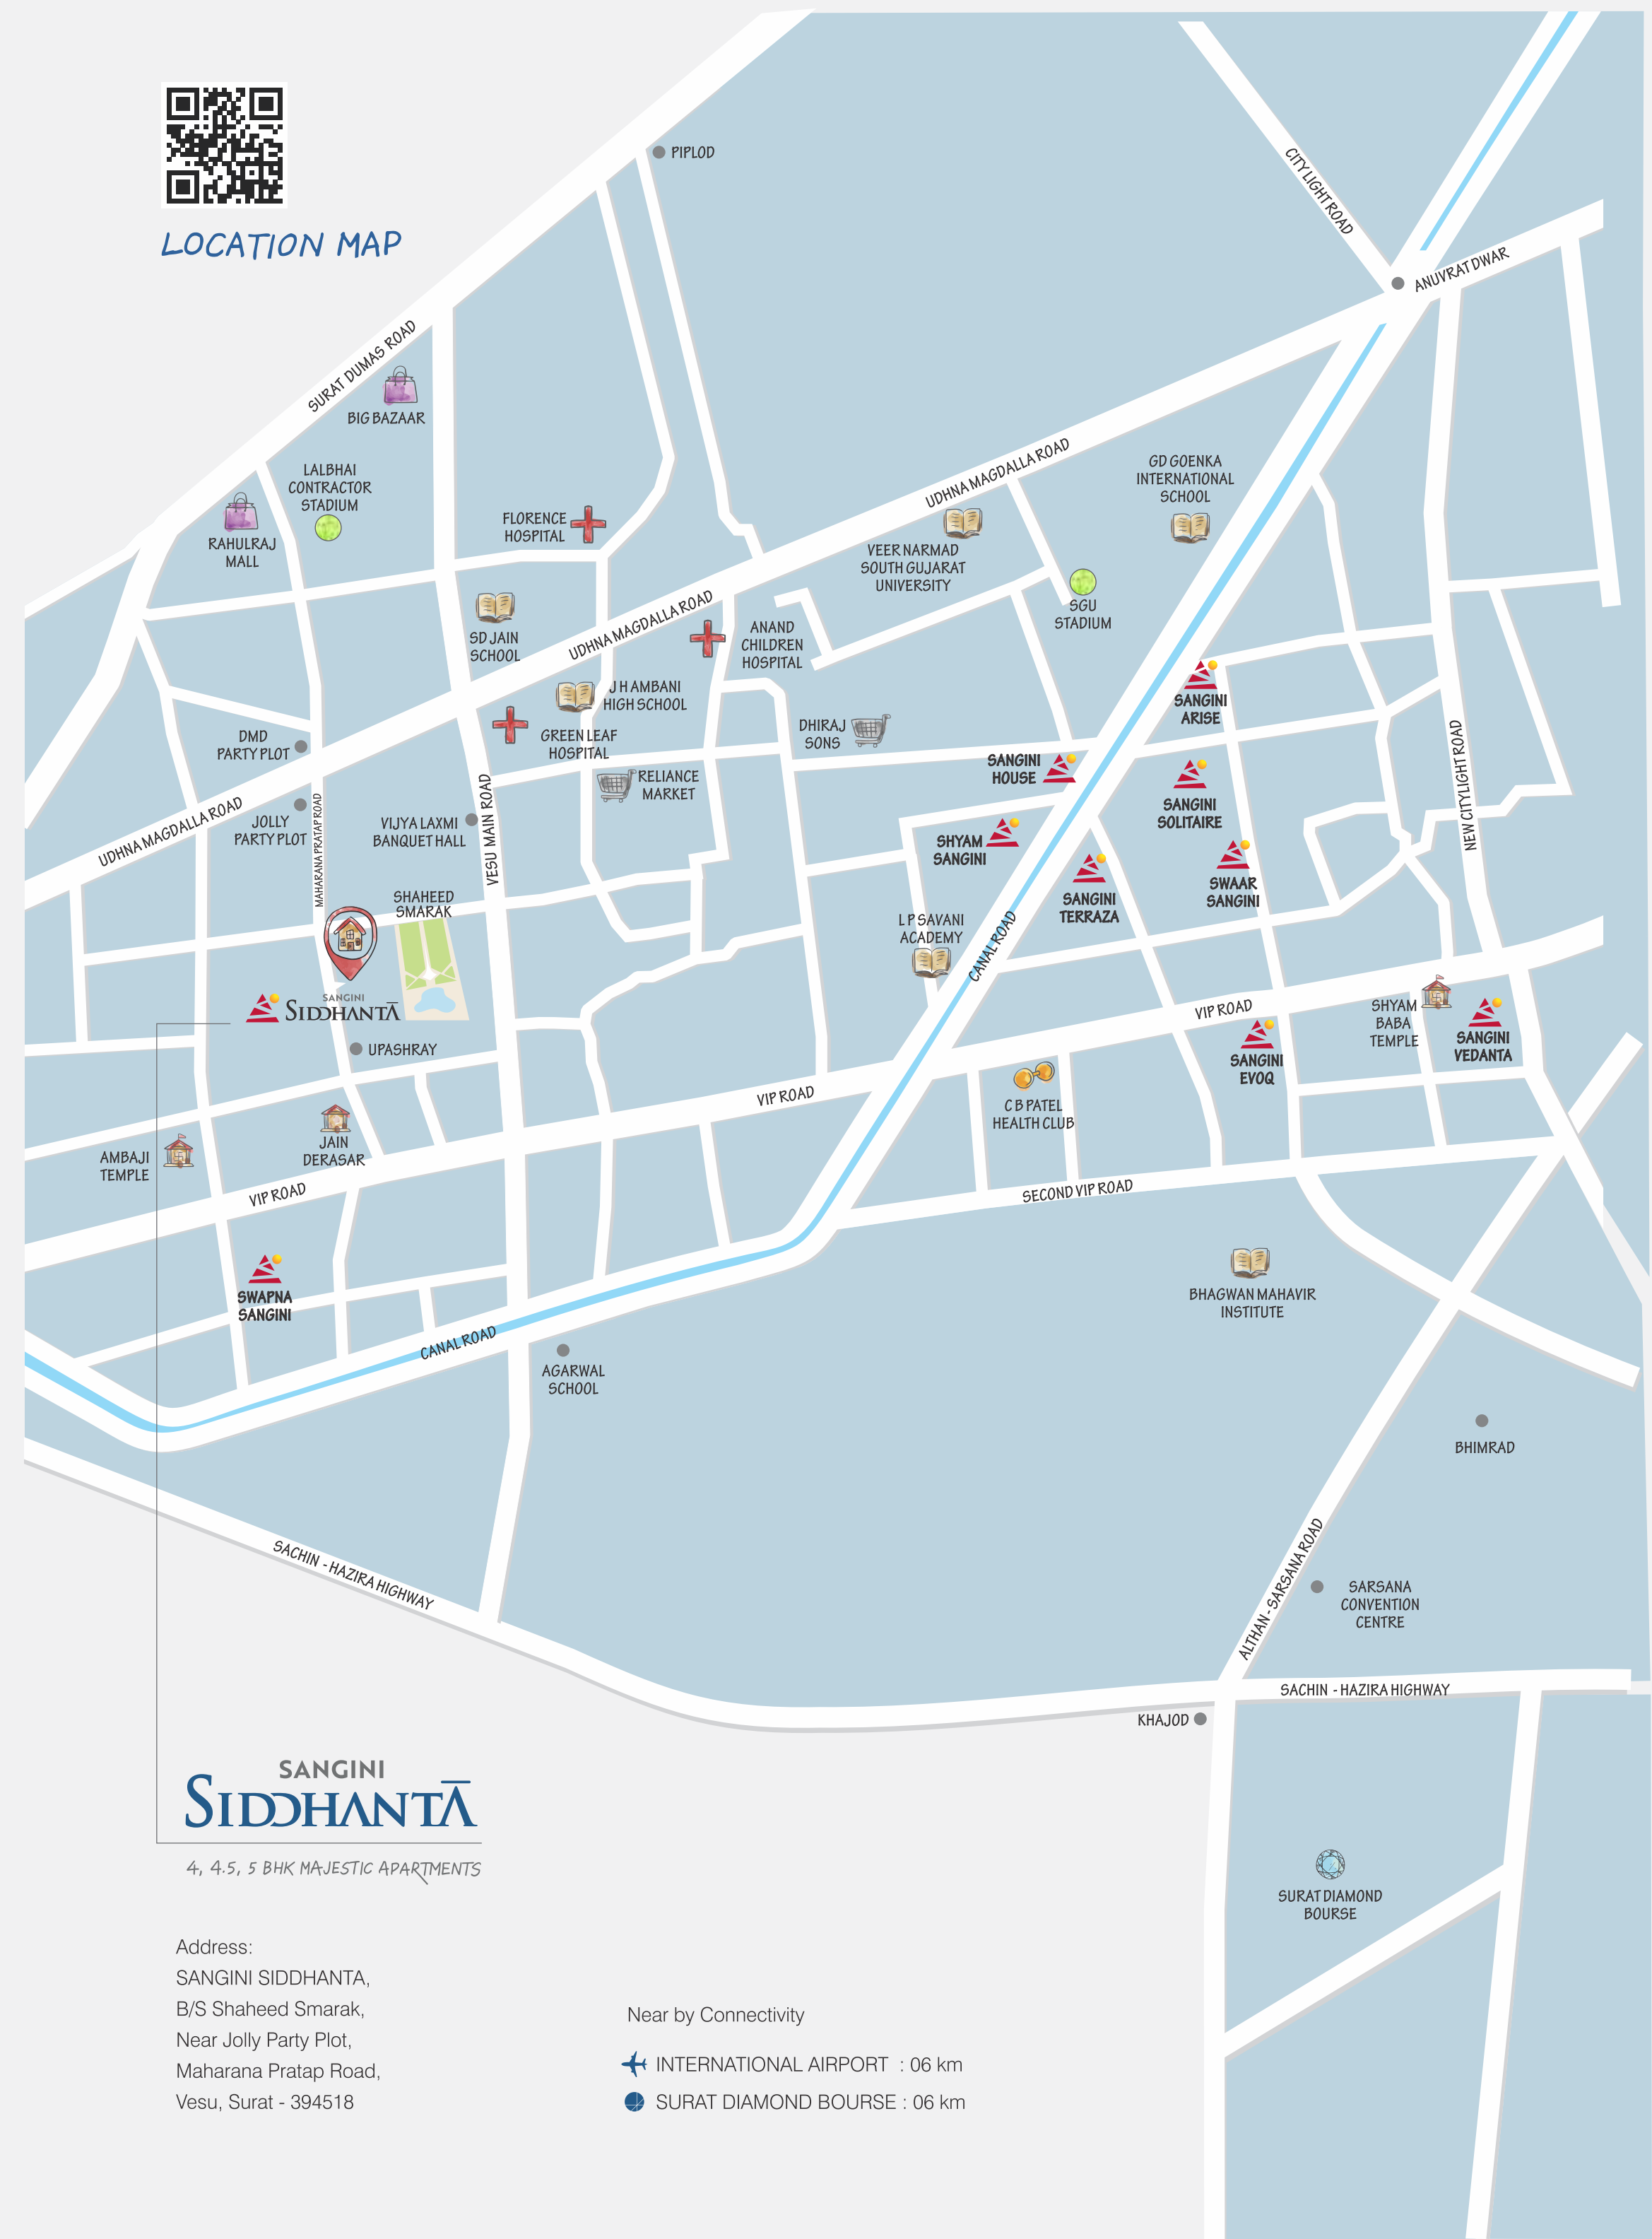 PIPLOD
CITYLIGHT ROAD
LOCATION MAP
ANUVRAT DWAR
SURAT DUMAS ROAD
BIG BAZAAR
LALBHAI
CONTRACTOR
STADIUM
RAHULRAJ
MALL
FLORENCE
HOSPITAL
UDHNA MAGDALLA ROAD
GD GOENKA
INTERNATIONAL
SCHOOL
VEER NARMAD
SOUTH GUJARAT
UNIVERSITY
SGU
STADIUM
SD JAIN
SCHOOL
UDHNA MAGDALLA ROAD
ANAND
CHILDREN
HOSPITAL
J H AMBANI
HIGH SCHOOL
SANGINI
ARISE
DMD
PARTY PLOT
GREEN LEAF
HOSPITAL
DHIRAJ
SONS
RELIANCE
MARKET
SANGINI
HOUSE
SANGINI
SOLITAIRE
NEW CITYLIGHT ROAD
UDHNA MAGDALLA ROAD
JOLLY
PARTY PLOT
MAHARANA PRATAP ROAD
VIJYA LAXMI
BANQUET HALL
VESU MAIN ROAD
SHYAM
SANGINI
SANGINI
TERRAZA
SWAAR
SANGINI
SHAHEED
SMARAK
L P SAVANI
ACADEMY
CANAL ROAD
SANGINI
SIDDHANTĀ
UPASHRAY
VIP ROAD
SHYAM
BABA
TEMPLE
SANGINI
VEDANTA
SANGINI
EVOQ
VIP ROAD
C B PATEL
HEALTH CLUB
JAIN
DERASAR
AMBAJI
TEMPLE
VIP ROAD
SECOND VIP ROAD
SWAPNA
SANGINI
BHAGWAN MAHAVIR
INSTITUTE
CANAL ROAD
AGARWAL
SCHOOL
BHIMRAD
SACHIN - HAZIRA HIGHWAY
ALTHAN - SARSANA ROAD
SARSANA
CONVENTION
CENTRE
SACHIN - HAZIRA HIGHWAY
KHAJOD
SANGINI
SIDDHANTĀ
4, 4.5, 5 BHK MAJESTIC APARTMENTS
SURAT DIAMOND
BOURSE
Address:
SANGINI SIDDHANTA,
B/S Shaheed Smarak,
Near Jolly Party Plot,
Maharana Pratap Road,
Vesu, Surat - 394518
Near by Connectivity
INTERNATIONAL AIRPORT : 06 km
SURAT DIAMOND BOURSE : 06 km